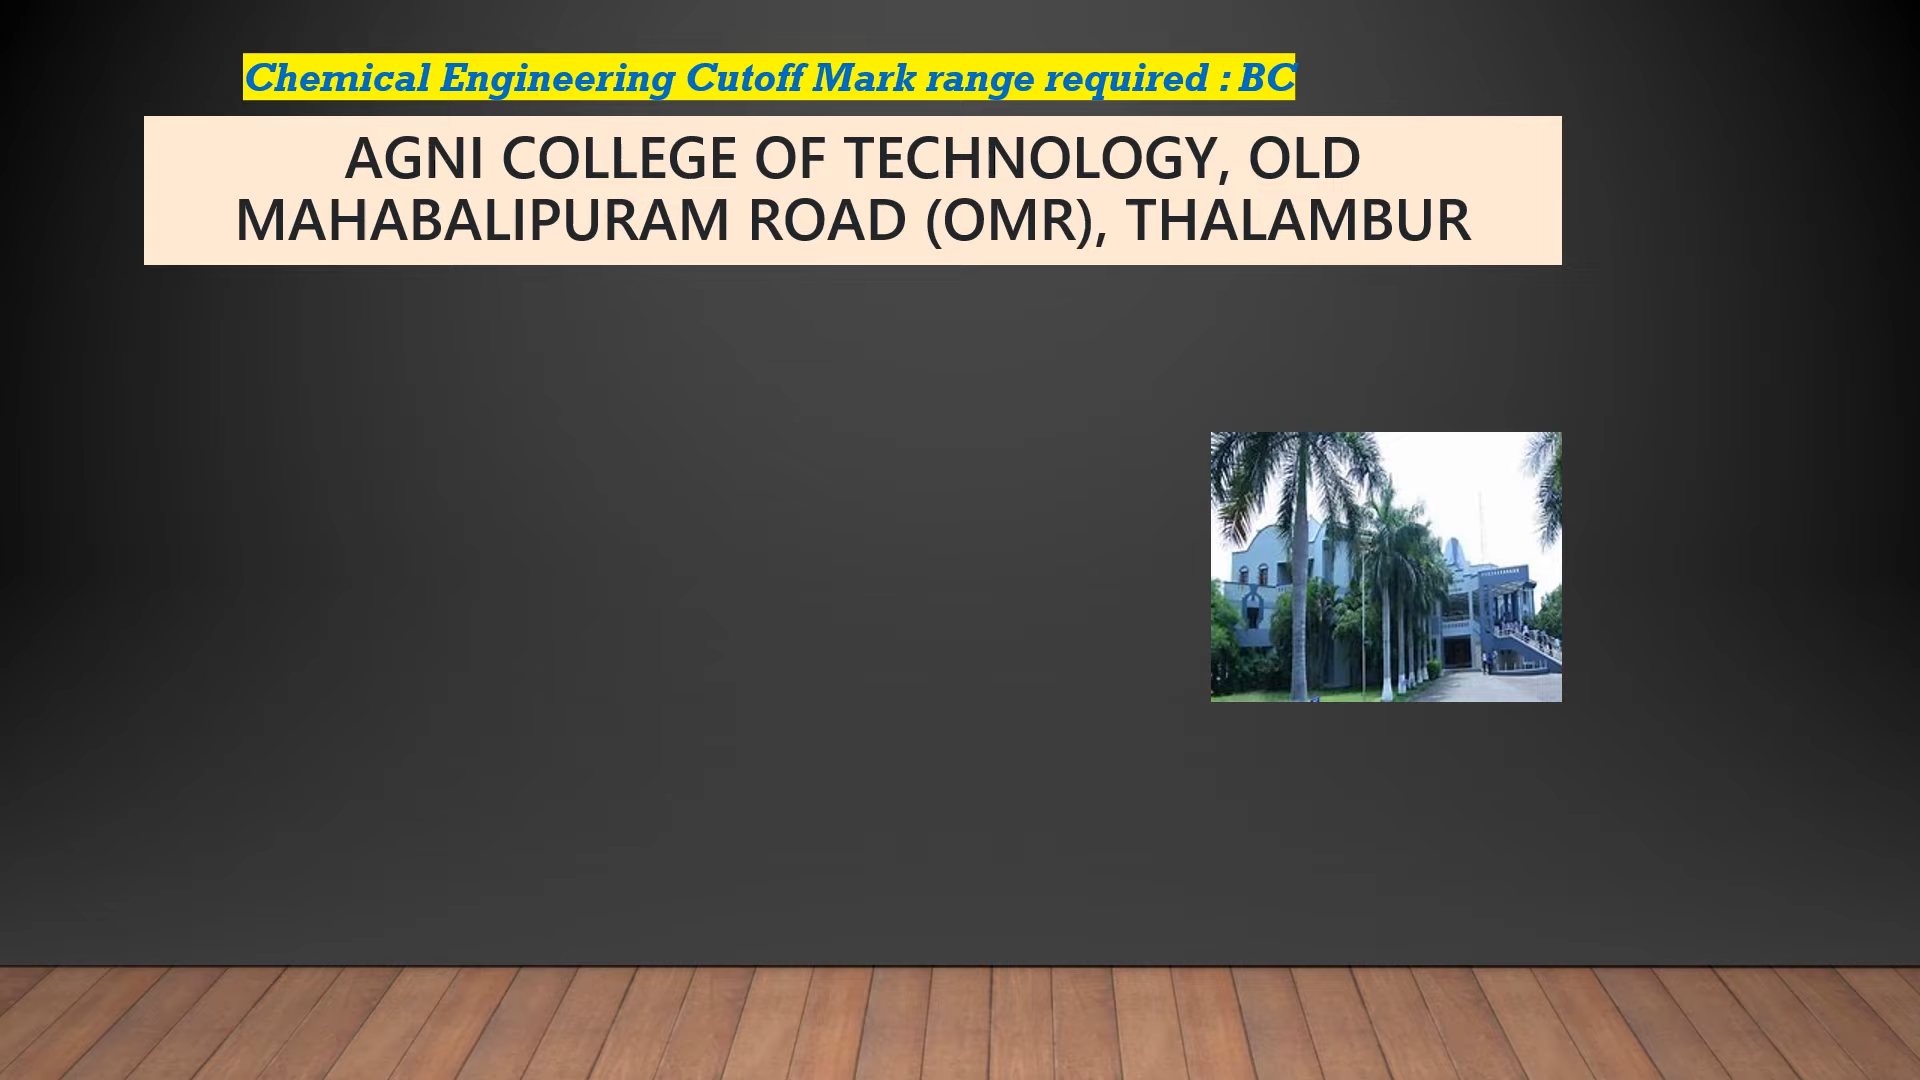 Chemical Engineering Cutoff Mark range required : BC
AGNI COLLEGE OF TECHNOLOGY, OLD
MAHABALIPURAM ROAD (OMR), THALAMBUR